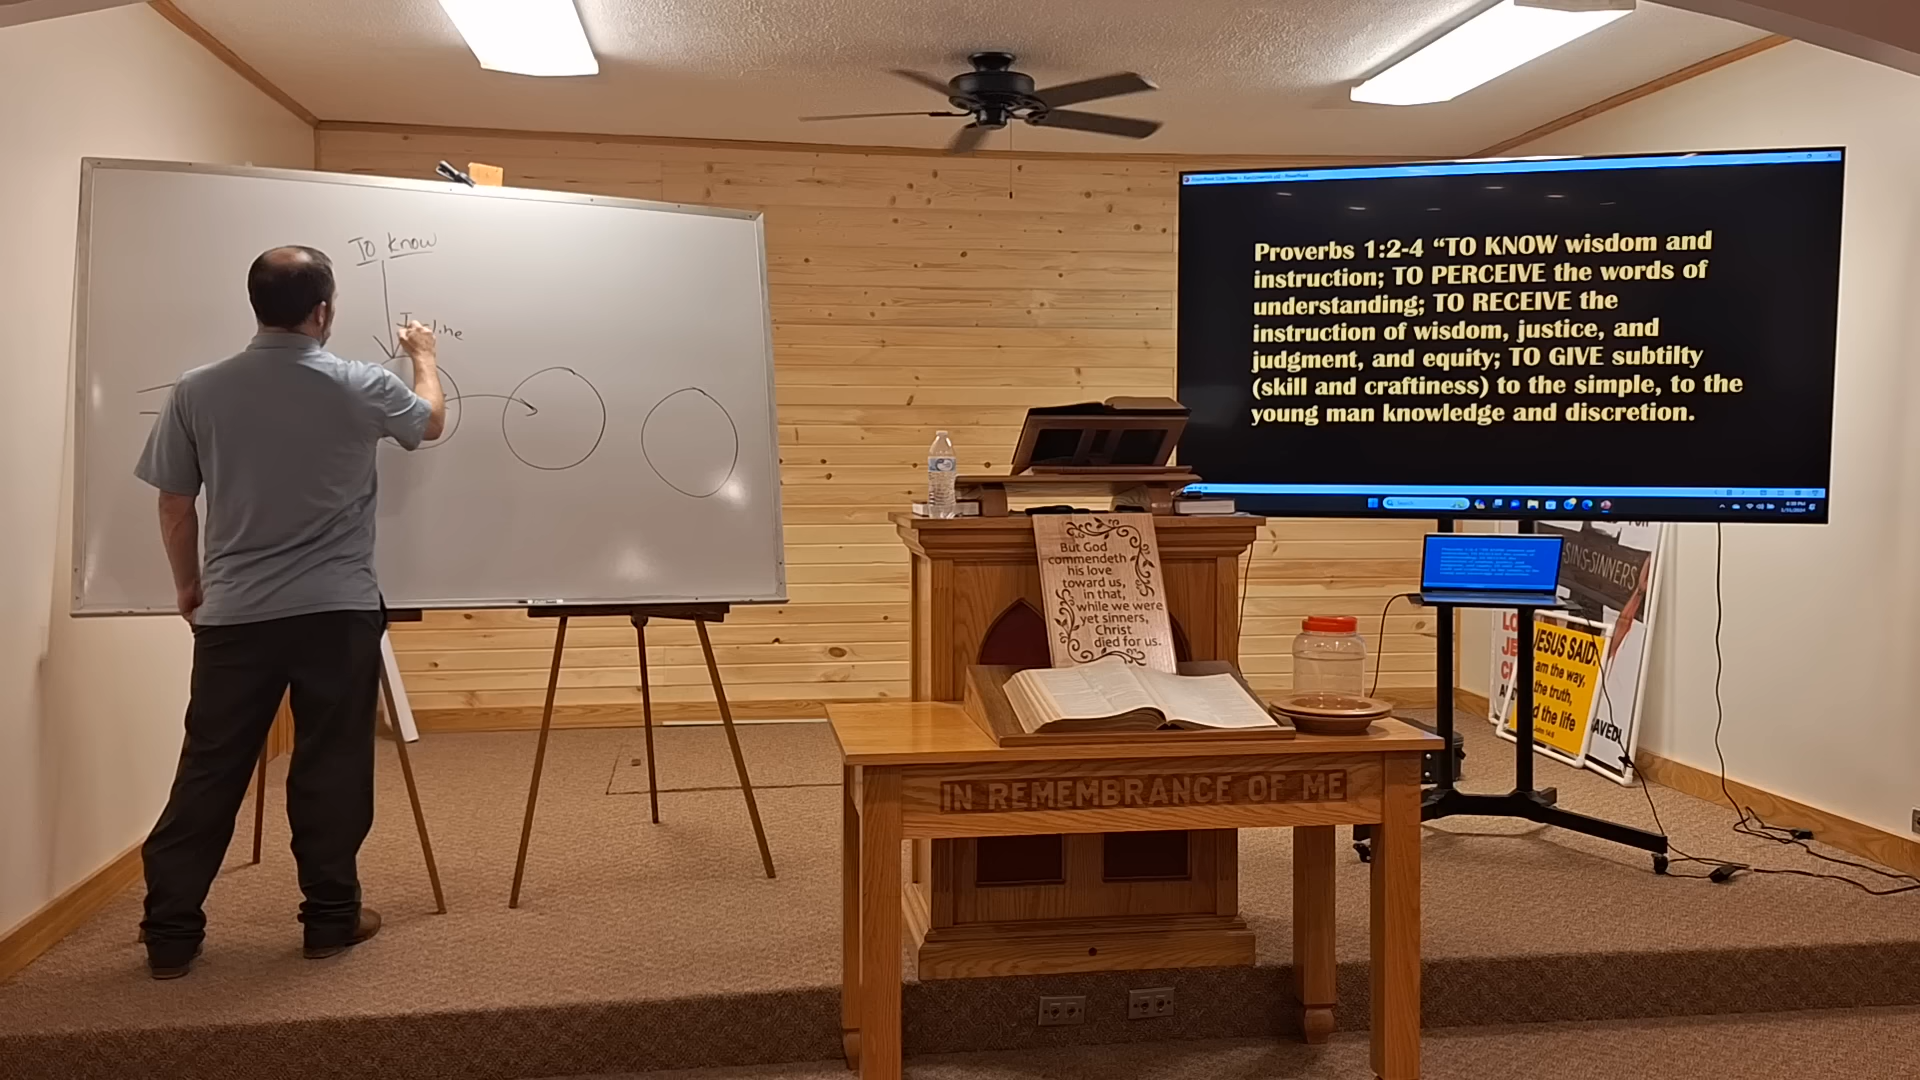 To Know
Proverbs 1:2-4 “TO KNOW wisdom and
instruction; TO PERCEIVE the words of
understanding; TO RECEIVE the
instruction of wisdom, justice, and
judgment, and equity; TO GIVE subtilty
(skill and craftiness) to the simple, to the
young man knowledge and discretion.
But God
commendeth
his love
toward us,
in that,
while we were
yet sinners,
Christ
died for us.
IN REMEMBRANCE OF ME
SINS-SINNERS
JESUS SAID:
am the way,
the truth,
d the life
John 14:6
AVED!